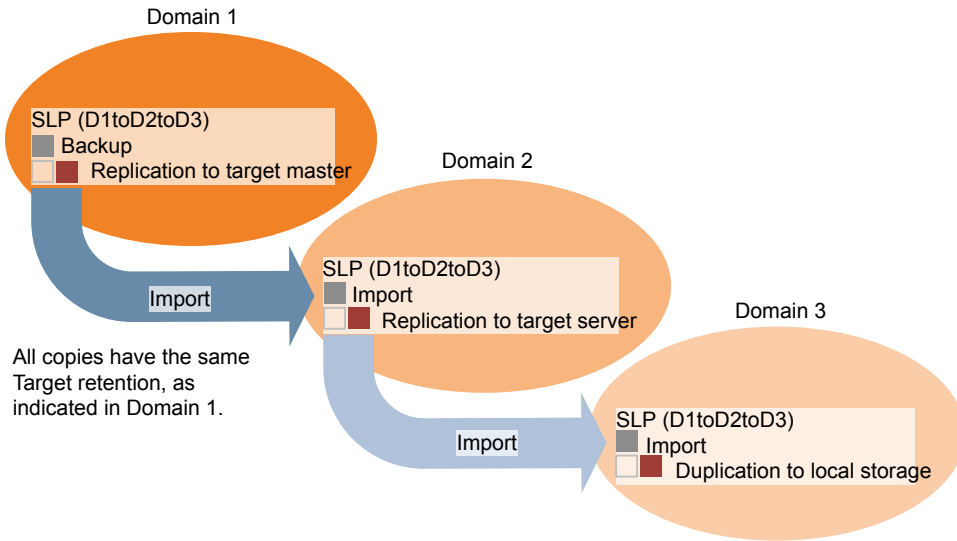 Domain 1
SLP (D1toD2toD3)
Backup
Replication to target master
Domain 2
SLP (D1toD2toD3)
Import
Import
Replication to target server
Domain 3
All copies have the same
Target retention, as
indicated in Domain 1.
SLP (D1toD2toD3)
Import
Import
Duplication to local storage